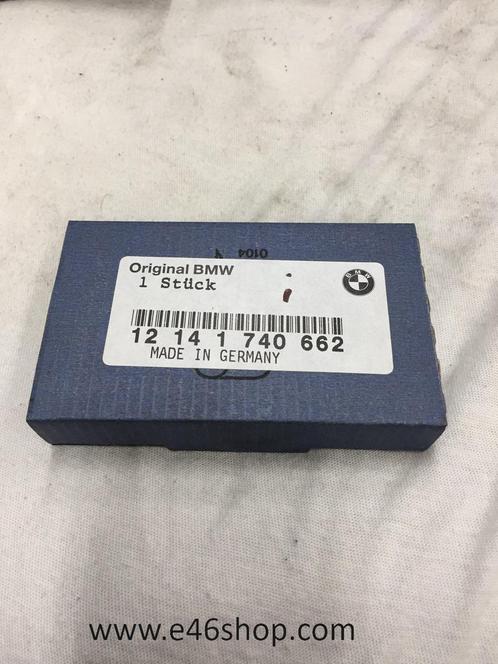 0104
Original BMW
1 Stück
BMW
12 14 1 740 662
MADE IN GERMANY
www.e46shop.com